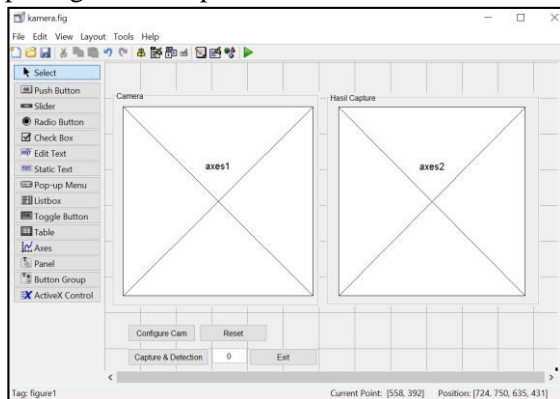 kamera.fig
File Edit View Layout Tools Help
Select
Push Button
Slider
Radio Button
Check Box
Edit Text
Static Text
Pop-up Menu
Listbox
Toggle Button
Table
Axes
Panel
Button Group
ActiveX Control
Camera
Hasil Capture
axes1
axes2
Configure Cam Reset
Capture & Detection 0 Exit
Tag: figure1 Current Point: [558, 392] Position: [724, 750, 635, 431]